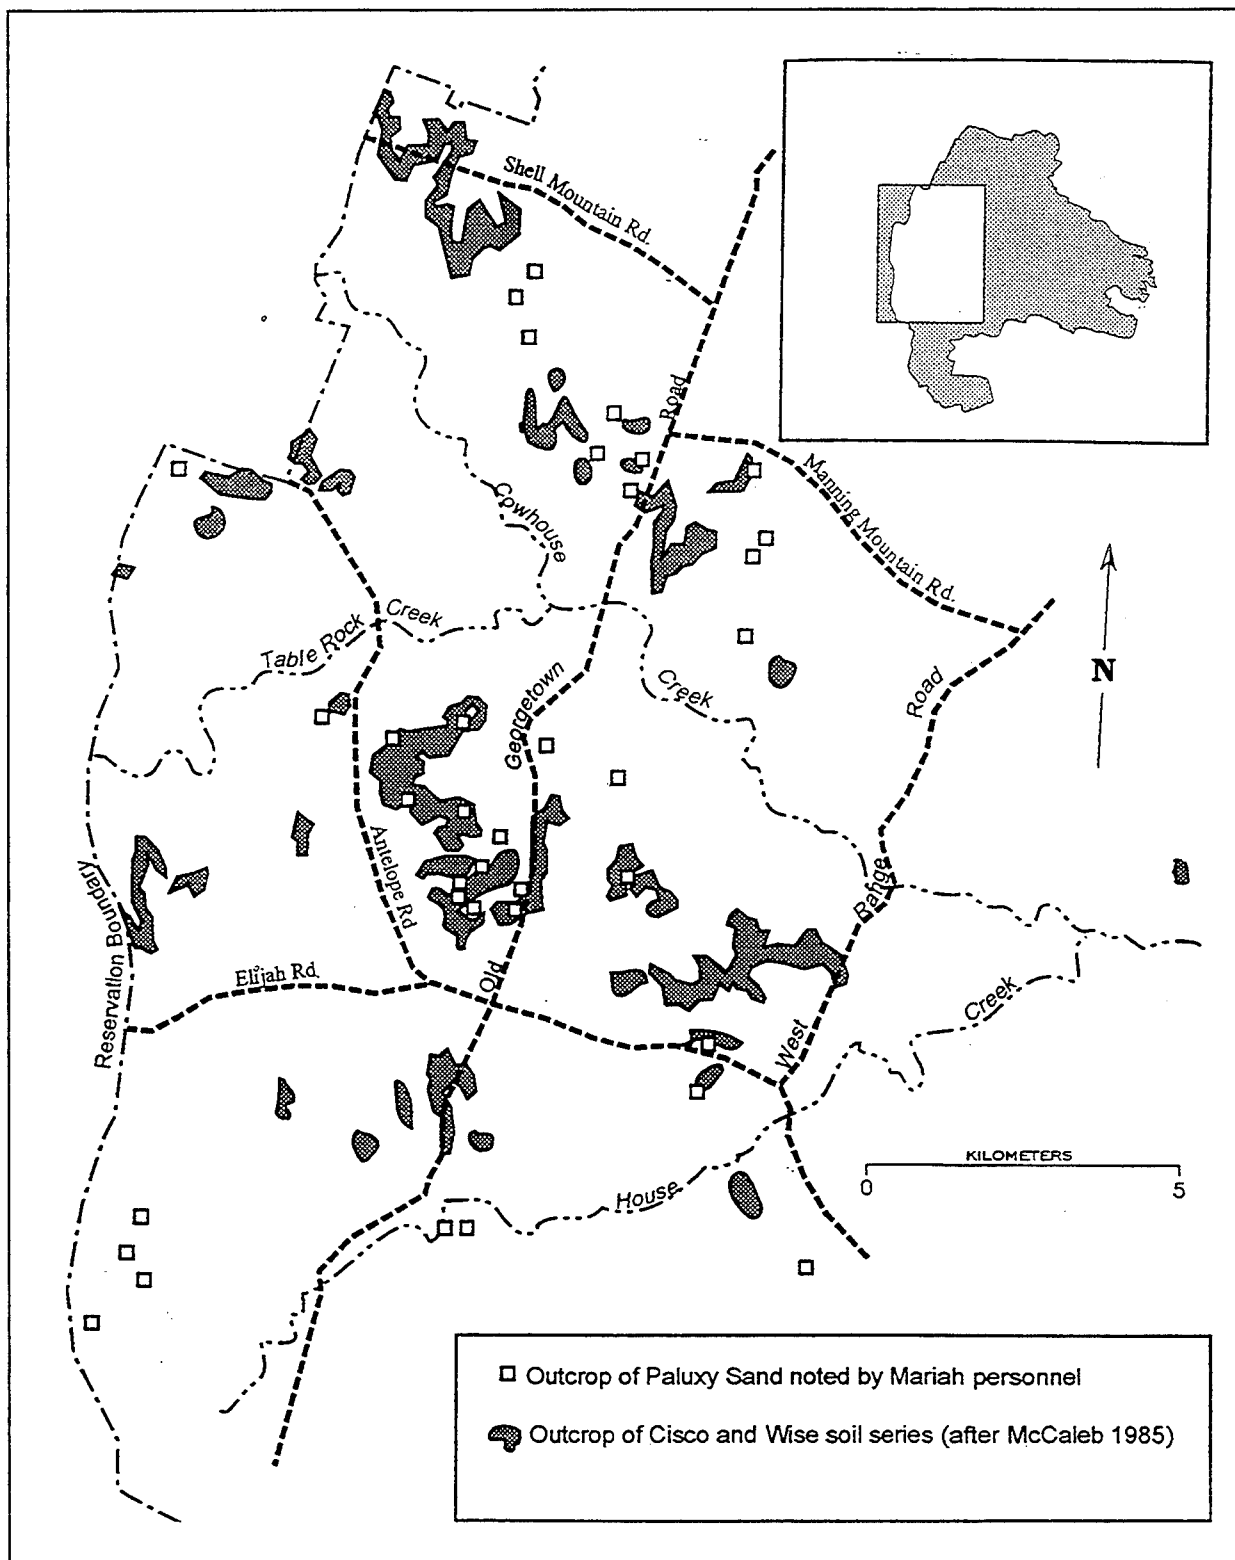 Shell Mountain Rd.
Road
Manning Mountain Rd.
Cowhouse
Creek
Table Rock
Creek
N
Road
Georgetown
Antelope Rd
Range
Reservation Boundary
Elijah Rd.
Old
Creek
West
KILOMETERS
0 5
House
Outcrop of Paluxy Sand noted by Mariah personnel
Outcrop of Cisco and Wise soil series (after McCaleb 1985)